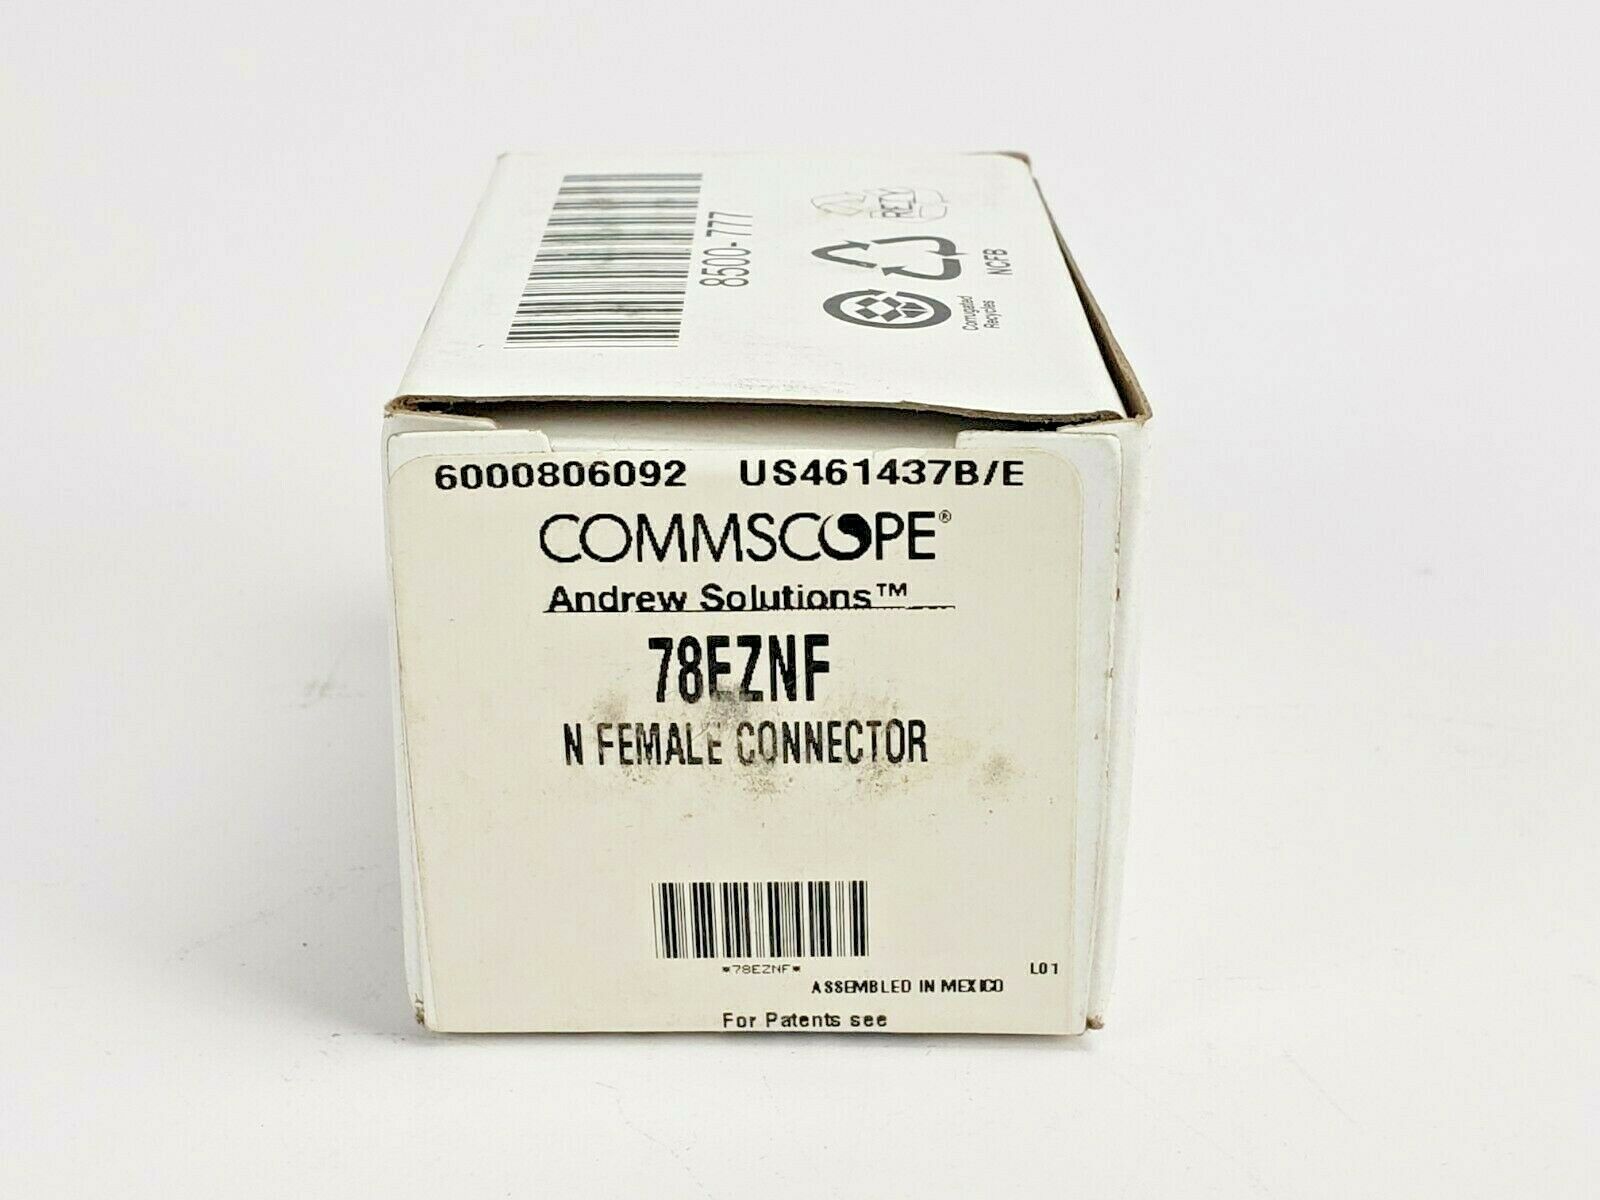 8500-777
RESY
Corrugated
Recycles
NCFB
6000806092 US461437B/E
COMMSCOPE®
Andrew Solutions™
78EZNF
N FEMALE CONNECTOR
*78EZNF*
L01
ASSEMBLED IN MEXICO
For Patents see